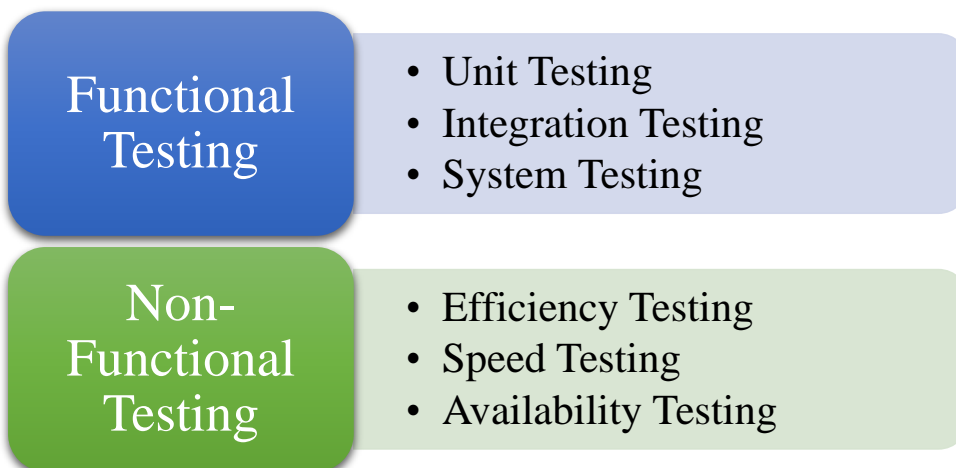 Functional
Testing
• Unit Testing
• Integration Testing
• System Testing
Non-
Functional
Testing
• Efficiency Testing
• Speed Testing
• Availability Testing